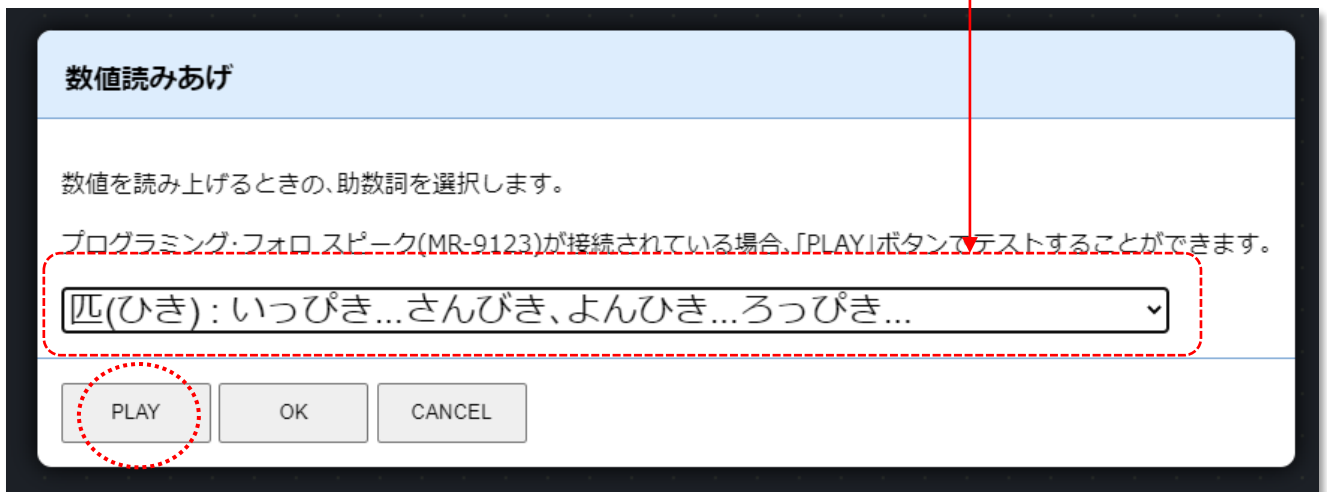 数値読みあげ
数値を読み上げるときの、助数詞を選択します。
プログラミング・フォロ スピーク(MR-9123)が接続されている場合、「PLAY」ボタンでテストすることができます。
匹(ひき) : いっぴき...さんびき、よんひき...ろっぴき...
PLAY OK CANCEL